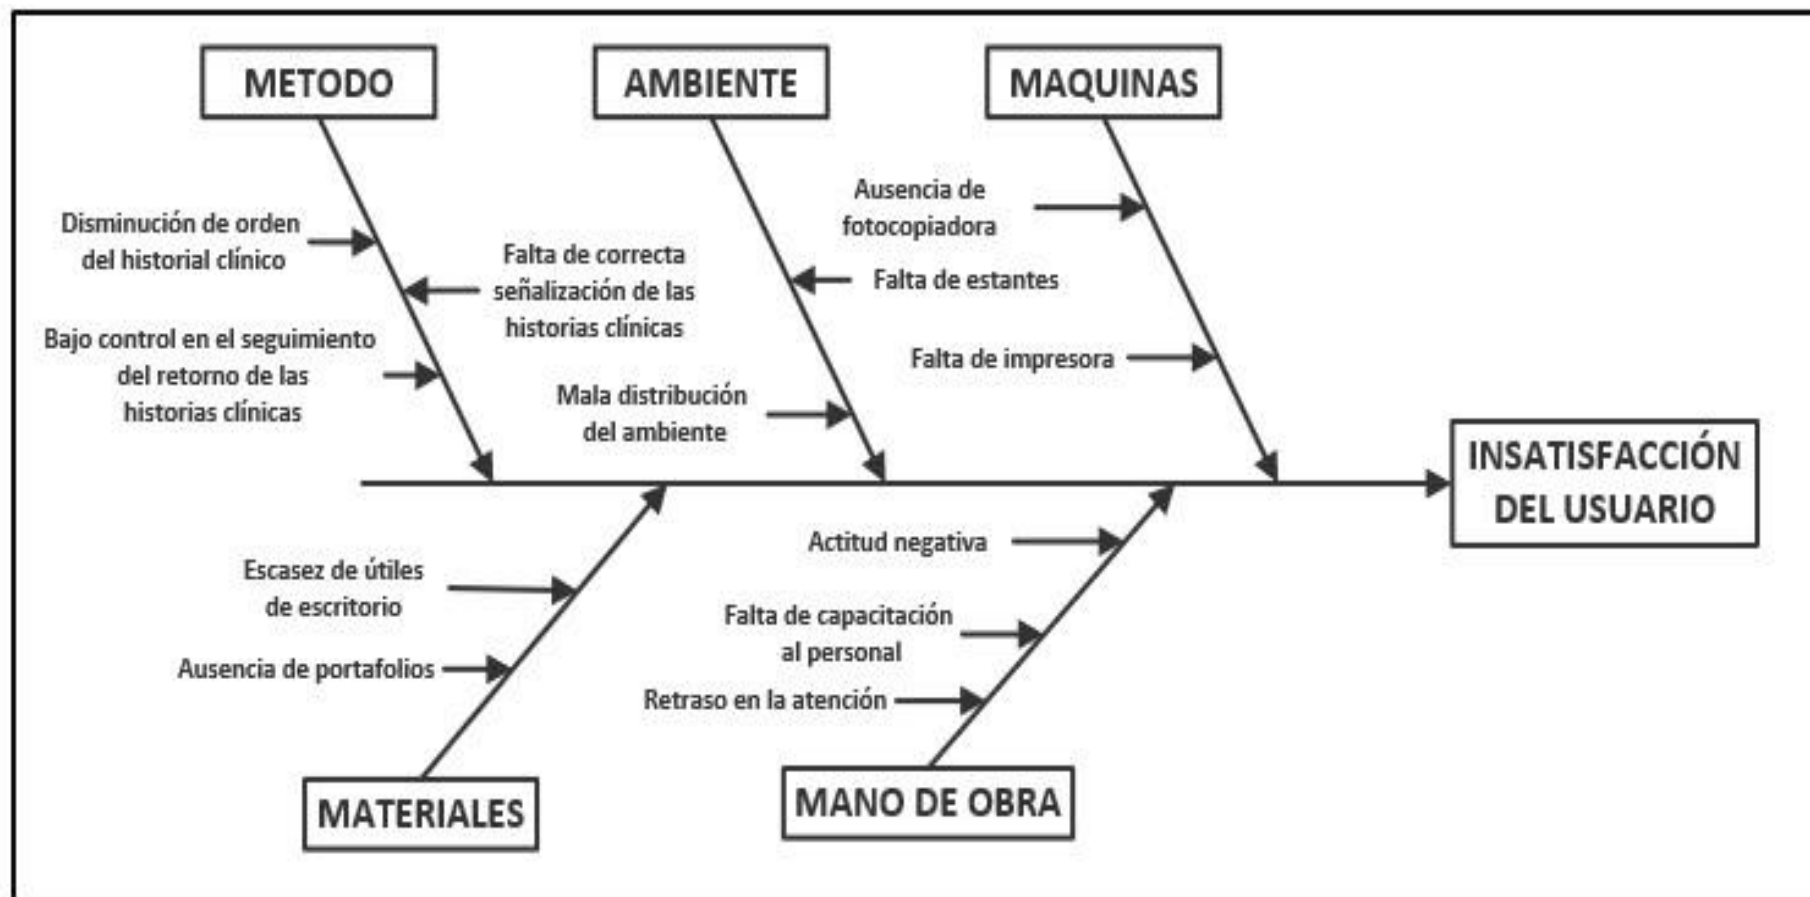 METODO
AMBIENTE
MAQUINAS
Disminución de orden
del historial clínico
Falta de correcta
señalización de las
historias clínicas
Bajo control en el seguimiento
del retorno de las
historias clínicas
Falta de estantes
Mala distribución
del ambiente
Ausencia de
fotocopiadora
Falta de impresora
INSATISFACCIÓN
DEL USUARIO
Escasez de útiles
de escritorio
Ausencia de portafolios
MATERIALES
Actitud negativa
Falta de capacitación
al personal
Retraso en la atención
MANO DE OBRA